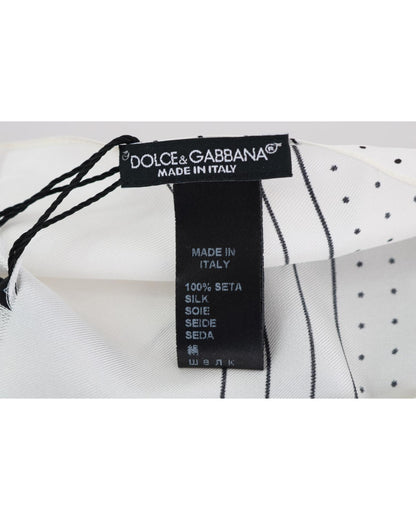 DOLCE & GABBANA®
MADE IN ITALY
MADE IN
ITALY
100% SETA
SILK
SOIE
SEIDE
SEDA
絹
шелк